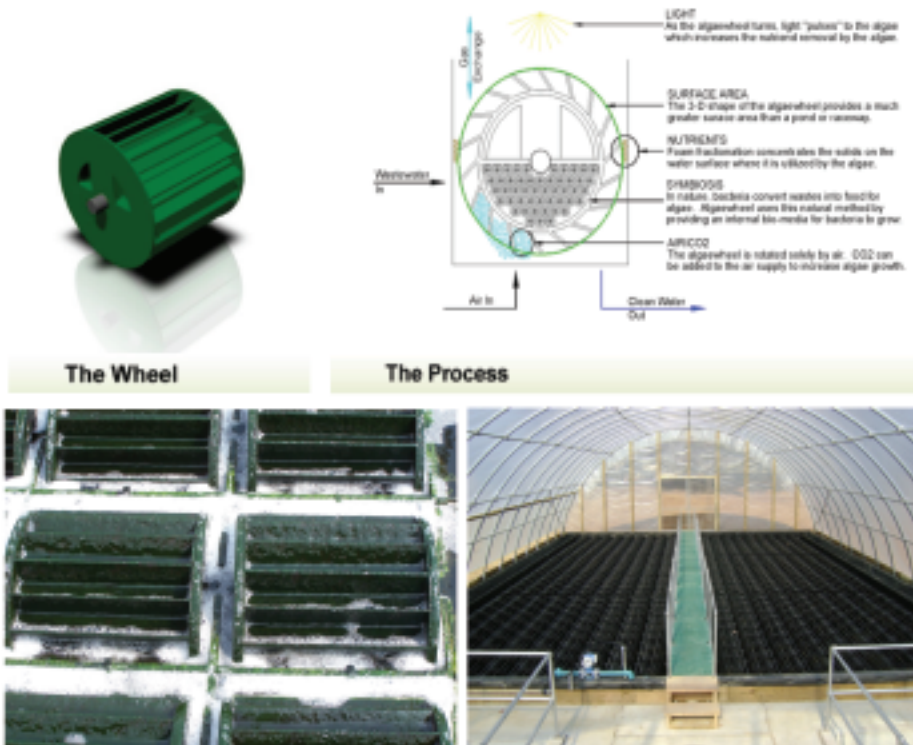 LIGHT
As the algaewheel turns, light "pulses" to the algae
which increases the nutrient removal by the algae.
Gas
Exchange
SURFACE AREA
The 3-D shape of the algaewheel provides a much
greater surace area than a pond or raceway.
NUTRIENTS
Foam fractionation concentrates the solids on the
water surface where it is utilized by the algae.
Wastewater
In
SYMBIOSIS
In nature, bacteria convert wastes into food for
algae. Algaewheel uses this natural method by
providing an internal bio-media for bacteria to grow.
AIR/CO2
The algaewheel is rotated solely by air. CO2 can
be added to the air supply to increase algae growth.
Air In
Clean Water
Out
The Wheel
The Process